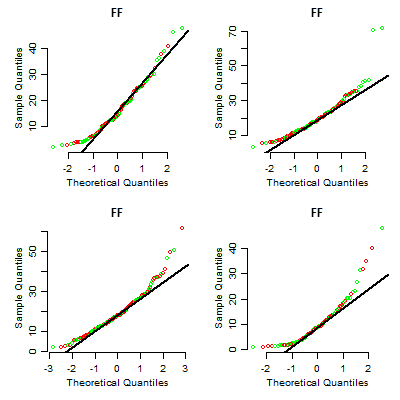 FF
Sample Quantiles
10 20 30 40
-2 -1 0 1 2
Theoretical Quantiles
FF
Sample Quantiles
10 30 50 70
-2 -1 0 1 2
Theoretical Quantiles
FF
Sample Quantiles
0 10 30 50
-3 -2 -1 0 1 2 3
Theoretical Quantiles
FF
Sample Quantiles
0 10 20 30 40
-2 -1 0 1 2
Theoretical Quantiles